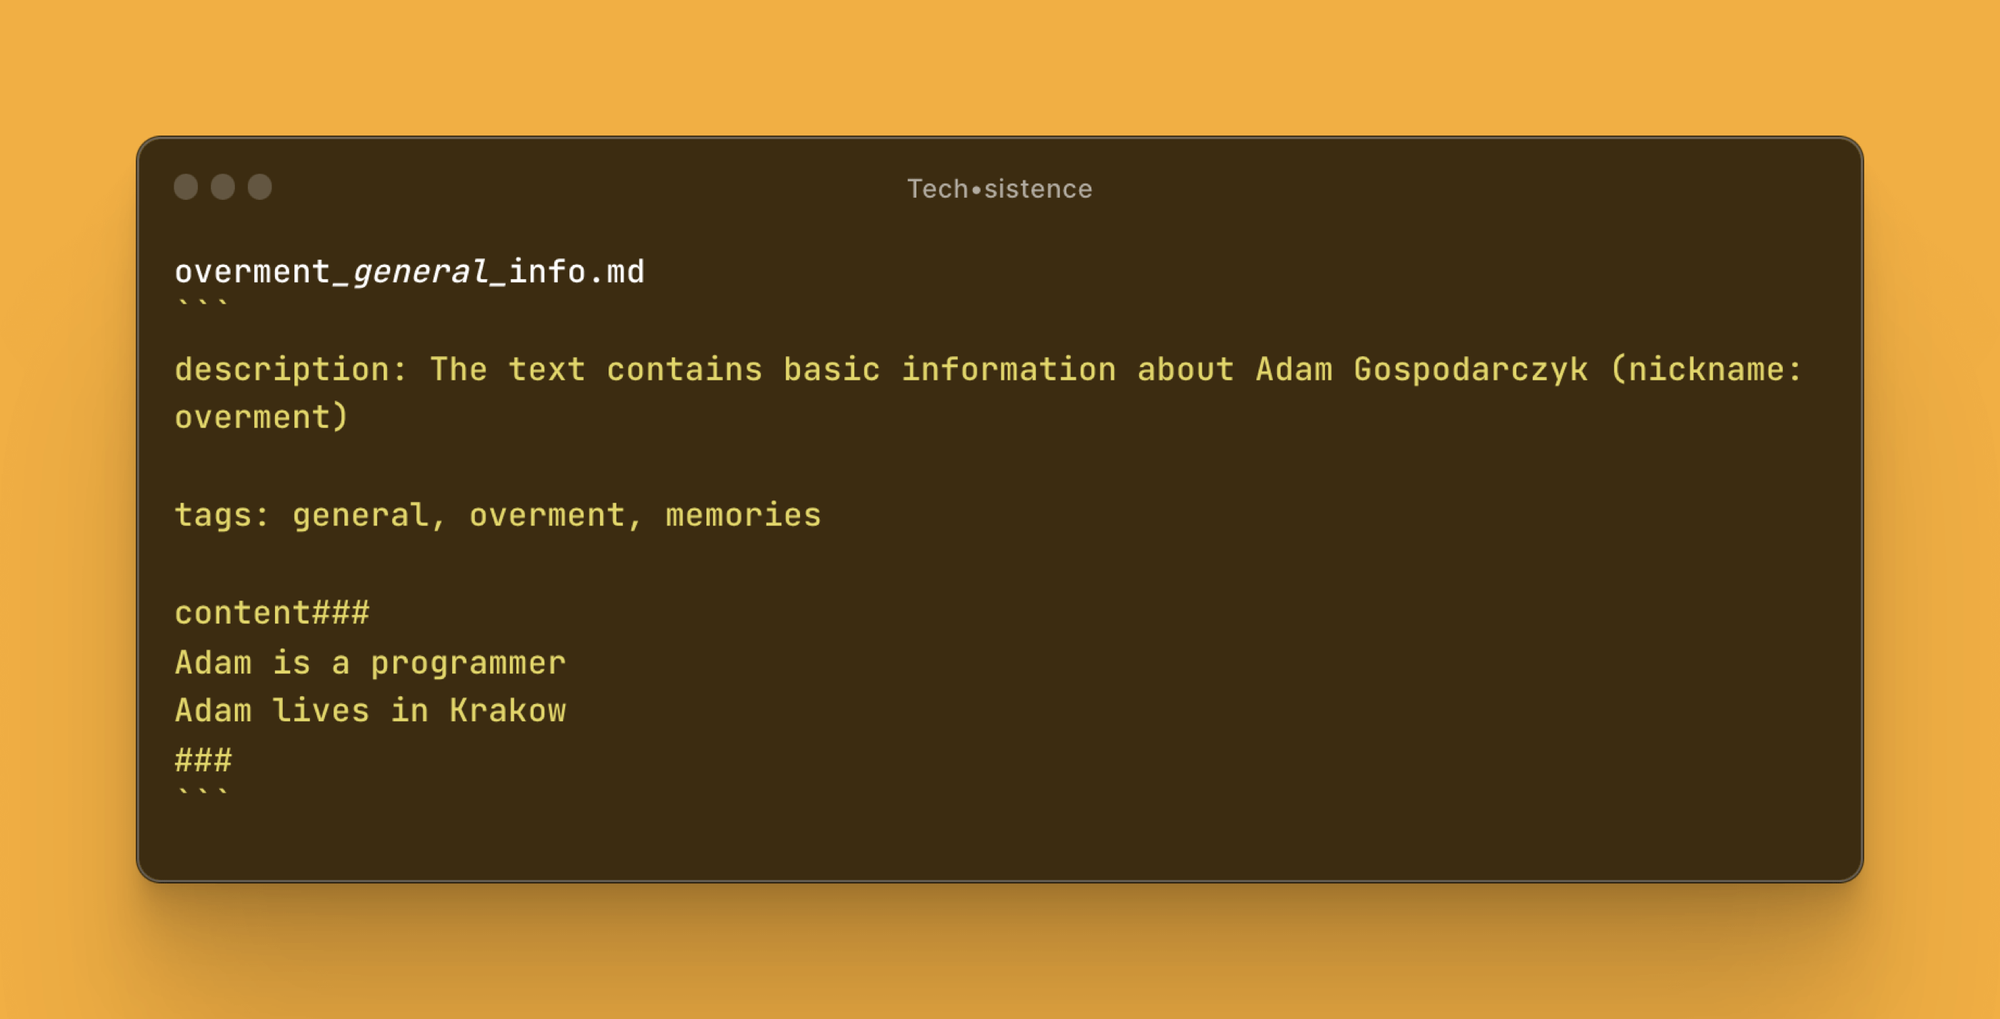 Tech•sistence
overment_general_info.md
```
description: The text contains basic information about Adam Gospodarczyk (nickname:
overment)
tags: general, overment, memories
content###
Adam is a programmer
Adam lives in Krakow
###
```